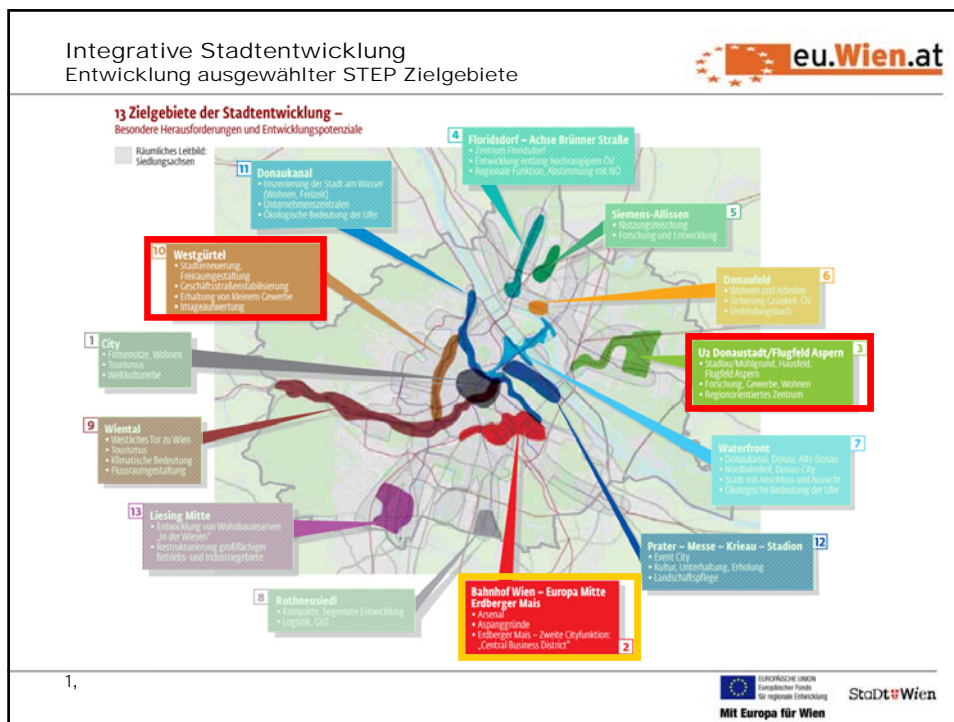 Integrative Stadtentwicklung
Entwicklung ausgewählter STEP Zielgebiete
eu.Wien.at
13 Zielgebiete der Stadtentwicklung –
Besondere Herausforderungen und Entwicklungspotenziale
Räumliches Leitbild:
Siedlungsachsen
4
Floridsdorf – Achse Brünner Straße
• Zentrum Floridsdorf
• Entwicklung entlang hochrangigem ÖV
• Regionale Funktion, Abstimmung mit NÖ
11
Donaukanal
• Inszenierung der Stadt am Wasser
(Wohnen, Freizeit)
• Unternehmenszentralen
• Ökologische Bedeutung der Ufer
Siemens-Allissen
• Nutzungsmischung
• Forschung und Entwicklung
5
10
Westgürtel
• Stadterneuerung,
Freiraumgestaltung
• Geschäftsstraßenstabilisierung
• Erhaltung von kleinem Gewerbe
• Imageaufwertung
Donaufeld
• Wohnen und Arbeiten
• Sicherung Grünkeil, ÖV
• Verbindungsbach
6
1
City
• Firmensitze, Wohnen
• Tourismus
• Weltkulturerbe
U2 Donaustadt/Flugfeld Aspern
• Stadlau/Mühlgrund, Hausfeld,
Flugfeld Aspern
• Forschung, Gewerbe, Wohnen
• Regionorientiertes Zentrum
3
9
Wiental
• Westliches Tor zu Wien
• Tourismus
• Klimatische Bedeutung
• Flussraumgestaltung
Waterfront
• Donaukanal, Donau, Alte Donau
• Nordbahnhof, Donau-City
• Stadt mit Anschluss und Aussicht
• Ökologische Bedeutung der Ufer
7
13
Liesing Mitte
• Entwicklung von Wohnbaureserven
„In der Wiesen“
• Restrukturierung großflächiger
Betriebs- und Industriegebiete
Prater – Messe – Krieau – Stadion
• Event City
• Kultur, Unterhaltung, Erholung
• Landschaftspflege
12
8
Rothneusiedl
• Kompakte, begrenzte Entwicklung
• Logistik, GVZ
Bahnhof Wien – Europa Mitte
Erdberger Mais
• Arsenal
• Aspanggründe
• Erdberger Mais – Zweite Cityfunktion:
„Central Business District“
2
1,
EUROPÄISCHE UNION
Europäischer Fonds
für regionale Entwicklung
Mit Europa für Wien
StaDt Wien